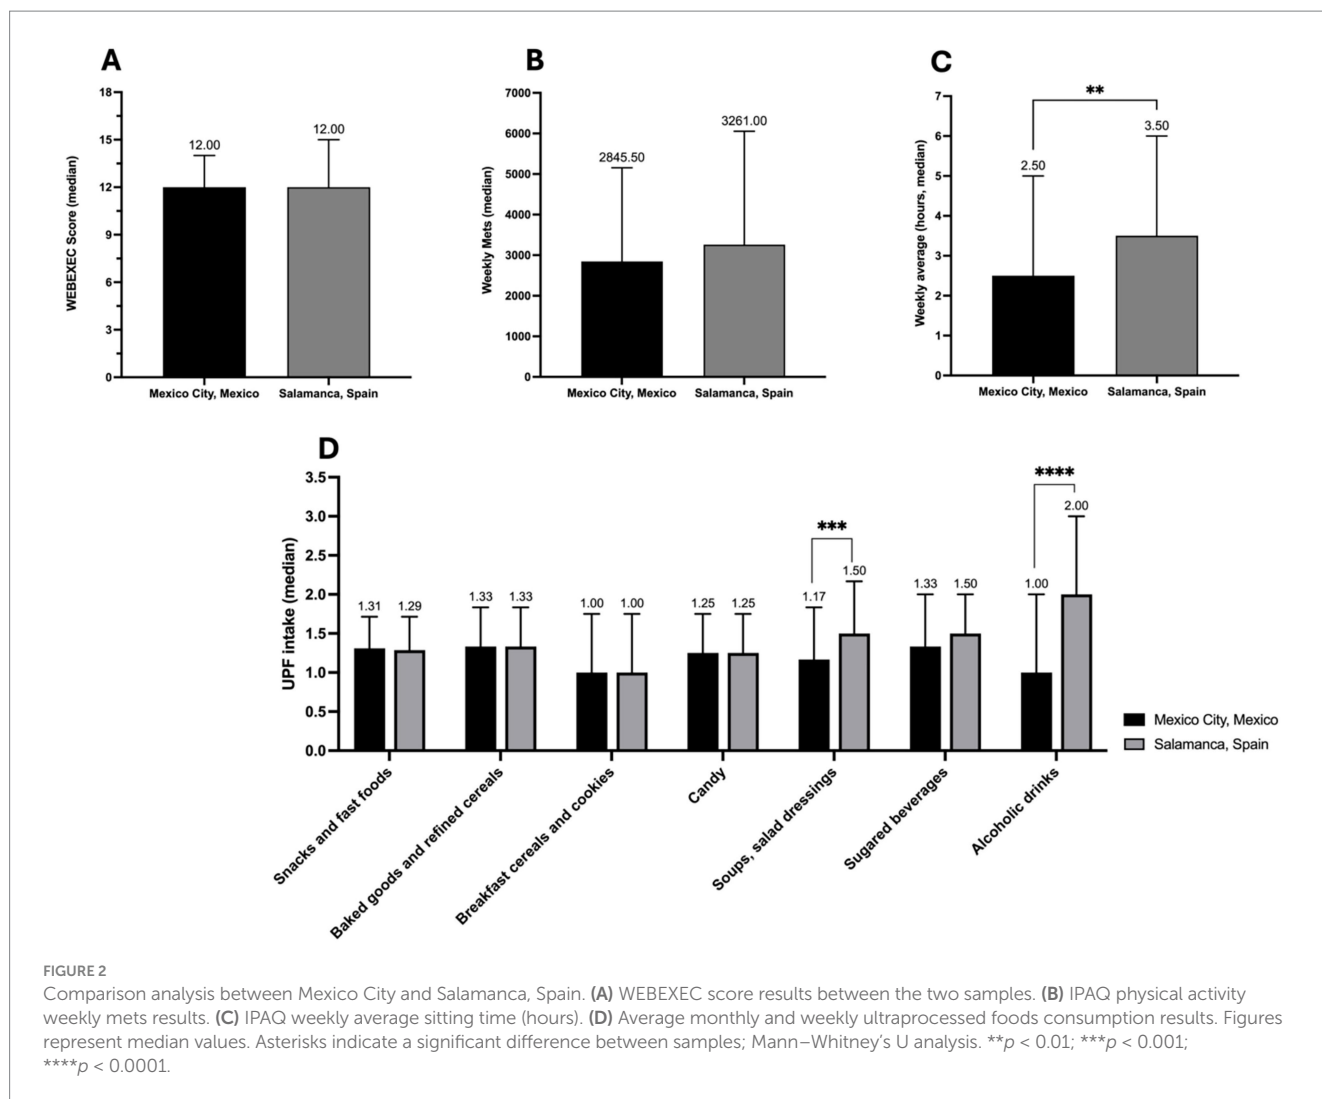 A
18
15
12
9
6
3
0
WEBEXEC Score (median)
12.00
12.00
Mexico City, Mexico
Salamanca, Spain
B
7000
6000
5000
4000
3000
2000
1000
0
Weekly Mets (median)
2845.50
3261.00
Mexico City, Mexico
Salamanca, Spain
C
7
6
5
4
3
2
1
0
Weekly average (hours, median)
**
2.50
3.50
Mexico City, Mexico
Salamanca, Spain
D
3.5
3.0
2.5
2.0
1.5
1.0
0.5
0.0
UPF intake (median)
1.31
1.29
1.33
1.33
1.00
1.00
1.25
1.25
***
1.17
1.50
1.33
1.50
****
1.00
2.00
Snacks and fast foods
Baked goods and refined cereals
Breakfast cereals and cookies
Candy
Soups, salad dressings
Sugared beverages
Alcoholic drinks
Mexico City, Mexico
Salamanca, Spain
FIGURE 2
Comparison analysis between Mexico City and Salamanca, Spain. (A) WEBEXEC score results between the two samples. (B) IPAQ physical activity
weekly mets results. (C) IPAQ weekly average sitting time (hours). (D) Average monthly and weekly ultraprocessed foods consumption results. Figures
represent median values. Asterisks indicate a significant difference between samples; Mann–Whitney's U analysis. **p < 0.01; ***p < 0.001;
****p < 0.0001.